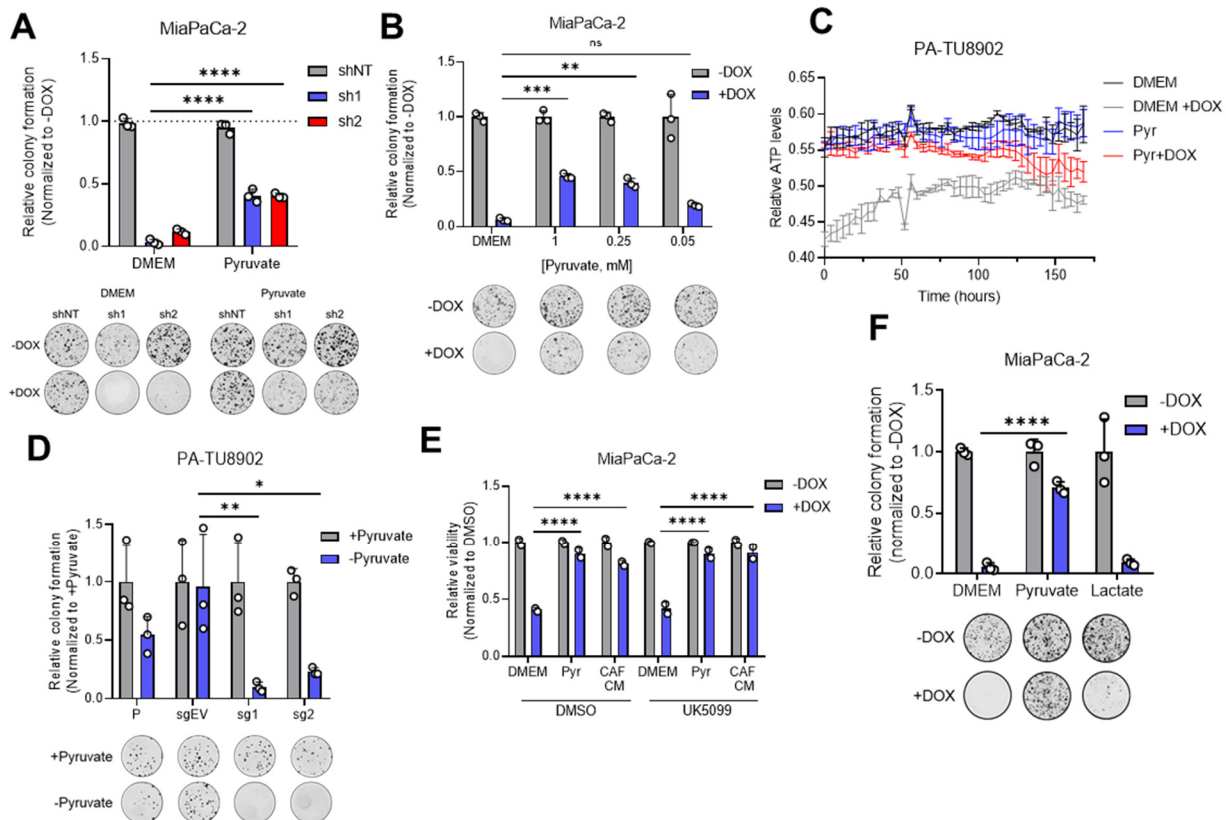 A
MiaPaCa-2
Relative colony formation
(Normalized to -DOX)
1.5
1.0
0.5
0.0
****
****
shNT
sh1
sh2
DMEM
Pyruvate
DMEM
Pyruvate
shNT
sh1
sh2
shNT
sh1
sh2
-DOX
+DOX
B
MiaPaCa-2
Relative colony formation
(Normalized to -DOX)
1.5
1.0
0.5
0.0
ns
**
***
-DOX
+DOX
DMEM
1
0.25
0.05
[Pyruvate, mM]
-DOX
+DOX
C
PA-TU8902
Relative ATP levels
0.65
0.60
0.55
0.50
0.45
0.40
0
50
100
150
Time (hours)
DMEM
DMEM +DOX
Pyr
Pyr+DOX
D
PA-TU8902
Relative colony formation
(Normalized to +Pyruvate)
1.5
1.0
0.5
0.0
*
**
+Pyruvate
-Pyruvate
P
sgEV
sg1
sg2
+Pyruvate
-Pyruvate
E
MiaPaCa-2
Relative viability
(Normalized to DMSO)
1.5
1.0
0.5
0.0
****
****
****
****
-DOX
+DOX
DMEM
Pyr
CAF
CM
DMEM
Pyr
CAF
CM
DMSO
UK5099
F
MiaPaCa-2
Relative colony formation
(normalized to -DOX)
1.5
1.0
0.5
0.0
****
-DOX
+DOX
DMEM
Pyruvate
Lactate
-DOX
+DOX